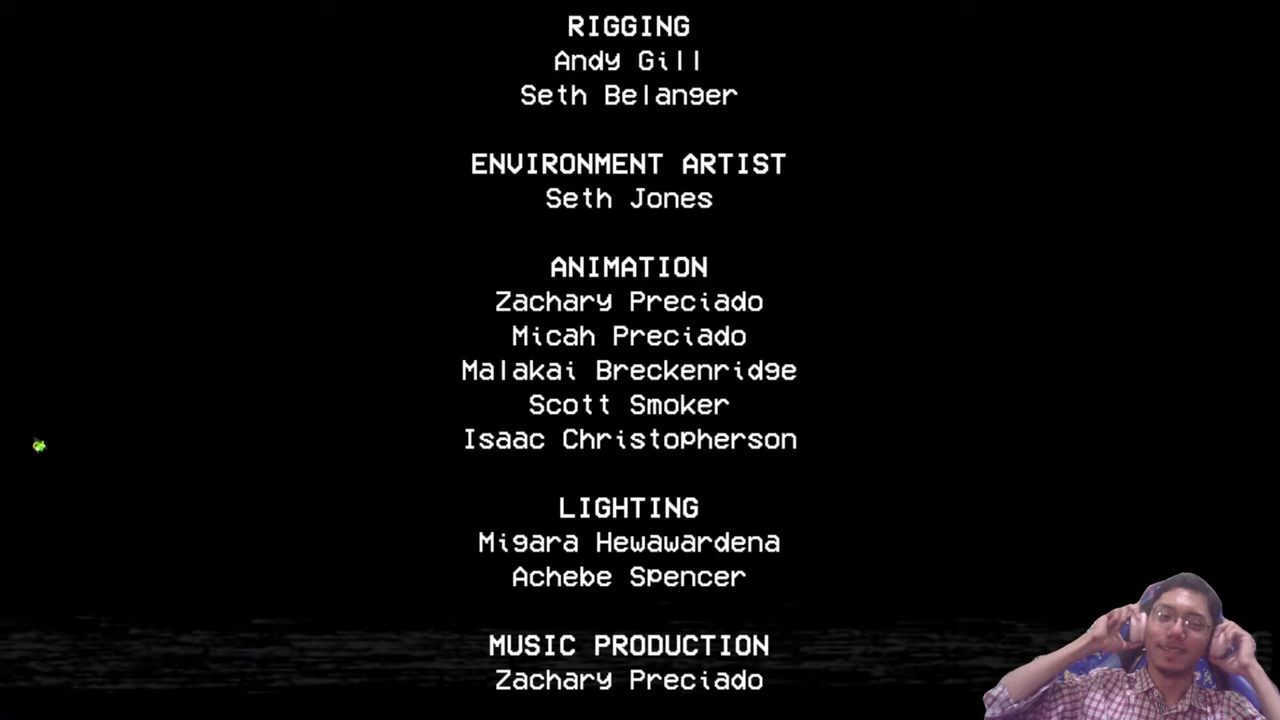 RIGGING
Andy Gill
Seth Belanger
ENVIRONMENT ARTIST
Seth Jones
ANIMATION
Zachary Preciado
Micah Preciado
Malakai Breckenridge
Scott Smoker
Isaac Christopherson
LIGHTING
Migara Hewawardena
Achebe Spencer
MUSIC PRODUCTION
Zachary Preciado